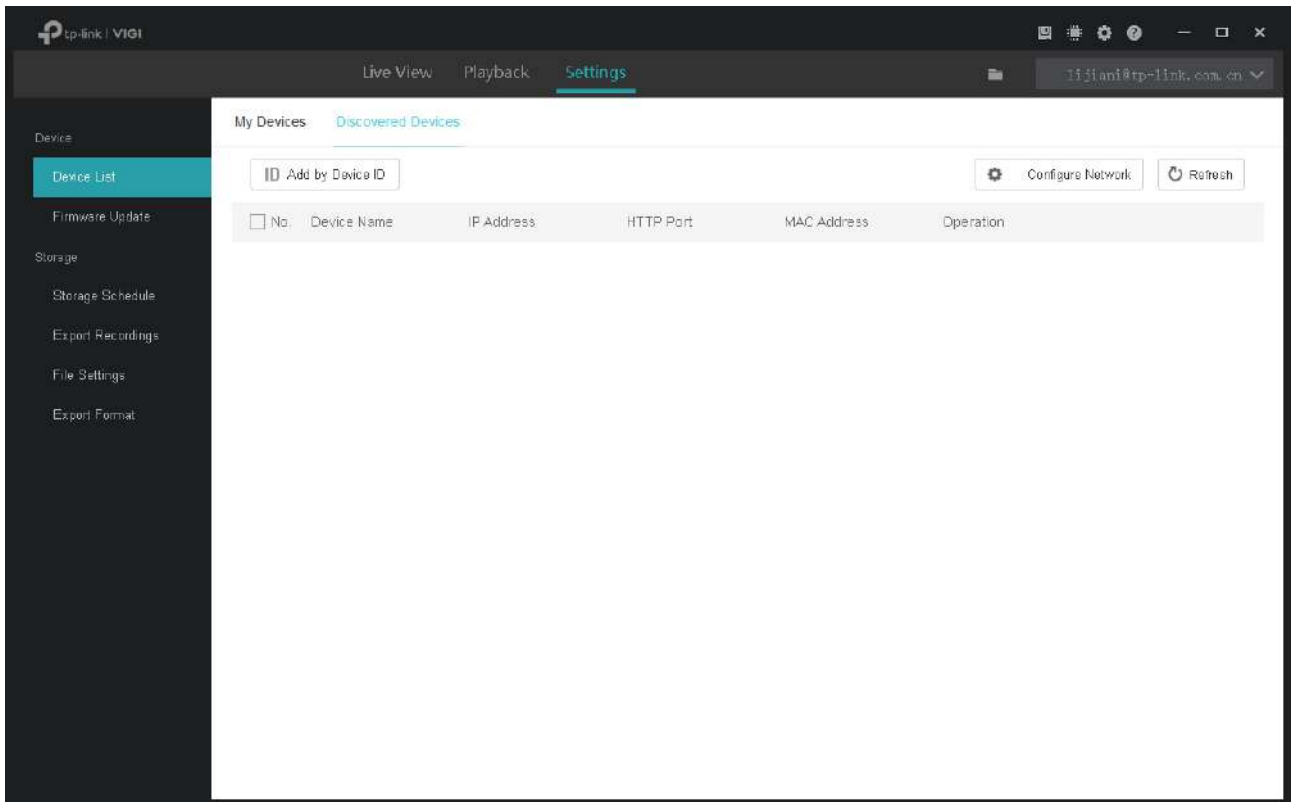 tp-link | VIGI
Live View Playback Settings lijiani@tp-link.com.cn
Device
Device List
Firmware Update
Storage
Storage Schedule
Export Recordings
File Settings
Export Format
My Devices Discovered Devices
ID Add by Device ID Configure Network Refresh
No. Device Name IP Address HTTP Port MAC Address Operation